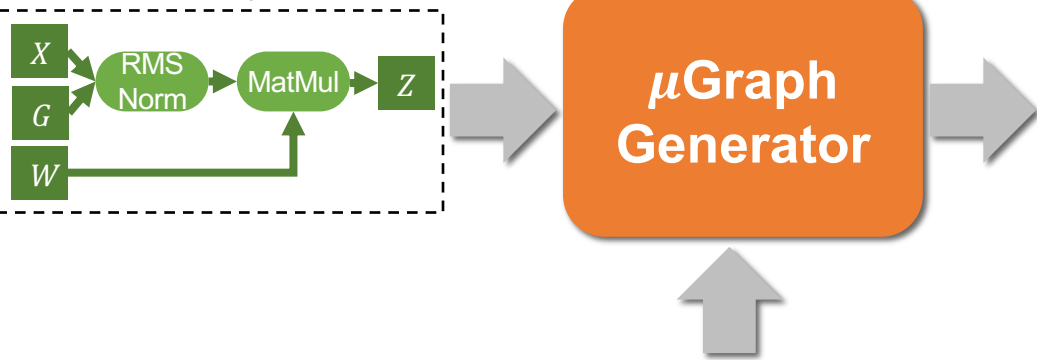 X
G
W
RMS
Norm
MatMul
Z
μGraph
Generator